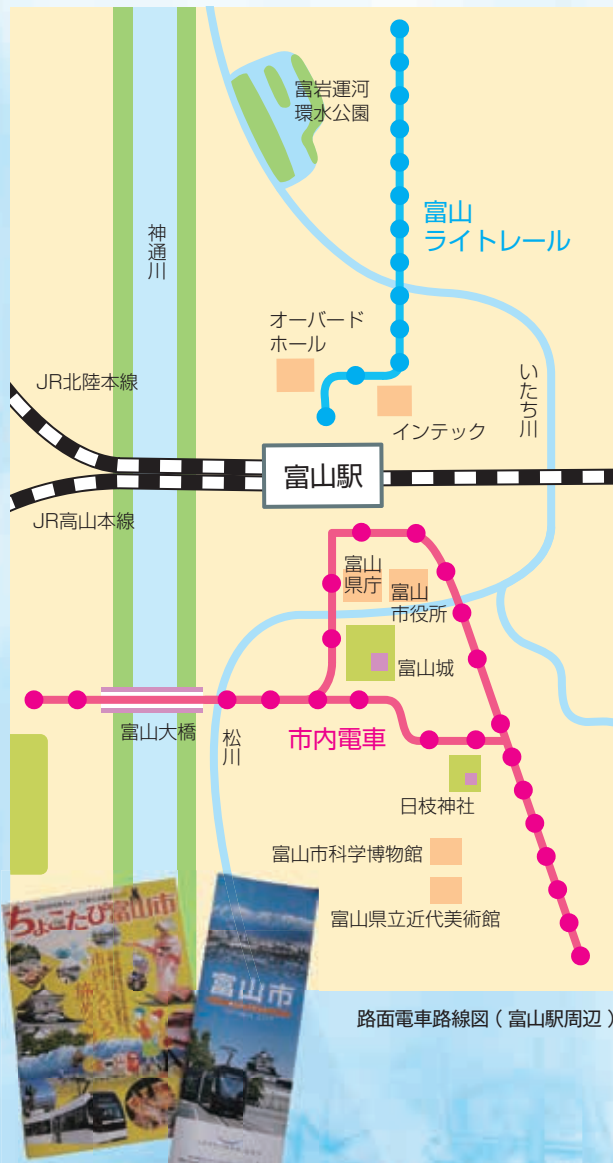 富岩運河
環水公園
富山
ライトレール
神通川
オーバード
ホール
いたち川
JR北陸本線
インテック
富山駅
JR高山本線
富山
県庁
富山
市役所
富山城
富山大橋
松川
市内電車
日枝神社
富山市科学博物館
富山県立近代美術館
ちょこたび富山市
富山市
路面電車路線図（富山駅周辺）